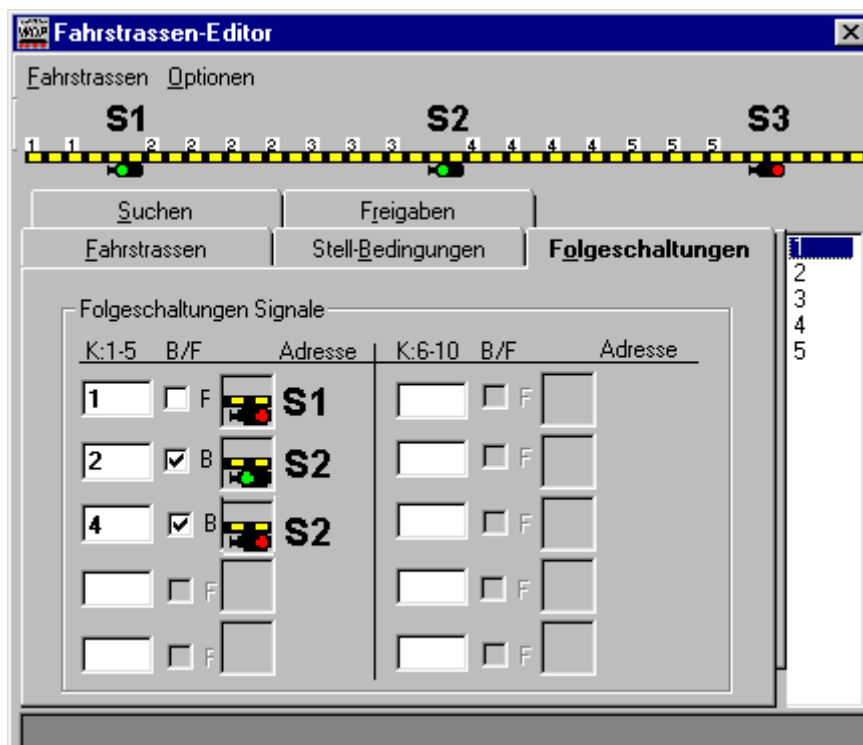 Fahrstrassen-Editor
Fahrstrassen Optionen
S1 S2 S3
1 1 2 2 2 2 3 3 3 4 4 4 4 5 5 5
Suchen Freigaben
Fahrstrassen Stell-Bedingungen Folgeschaltungen
1
2
3
4
5
Folgeschaltungen Signale
K:1-5 B/F Adresse K:6-10 B/F Adresse
1 F S1 F
2 B S2 F
4 B S2 F
F F
F F